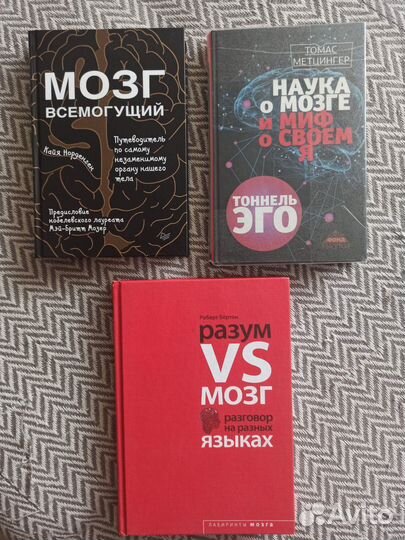 МОЗГ
ВСЕМОГУЩИЙ
Кайя Норденген
Путеводитель
по самому
незаменимому
органу нашего
тела
Предисловие
нобелевского лауреата
Мэй-Бритт Мозер
ТОМАС
МЕТЦИНГЕР
НАУКА
О МОЗГЕ
И МИФ
О СВОЕМ
Я
ТОННЕЛЬ
ЭГО
Роберт Бёртон
разум
VS
мозг
разговор
на разных
языках
ЛАБИРИНТЫ МОЗГА
Avito